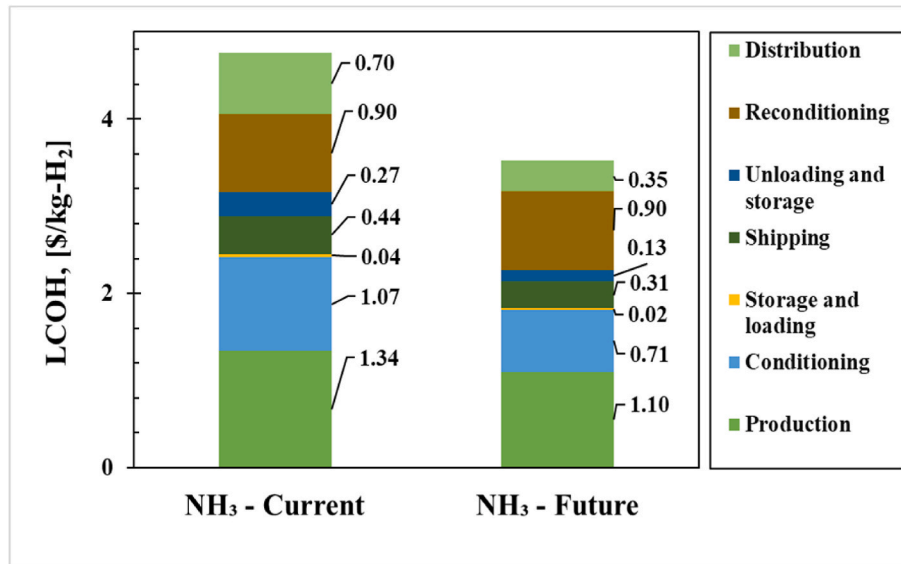 LCOH, [$/kg-H₂]
4
2
0
0.70
0.90
0.27
0.44
0.04
1.07
1.34
0.35
0.90
0.13
0.31
0.02
0.71
1.10
NH₃ - Current
NH₃ - Future
Distribution
Reconditioning
Unloading and
storage
Shipping
Storage and
loading
Conditioning
Production